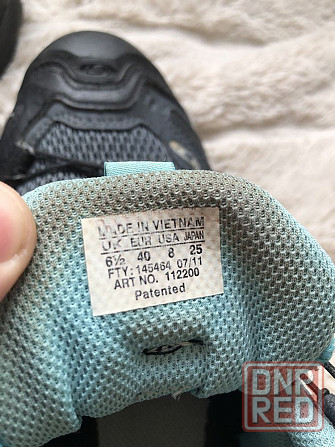 MADE IN VIETNAM
UK EUR USA JAPAN
6½ 40 8 25
FTY: 145464 07/11
ART NO. 112200
Patented
DNR
RED